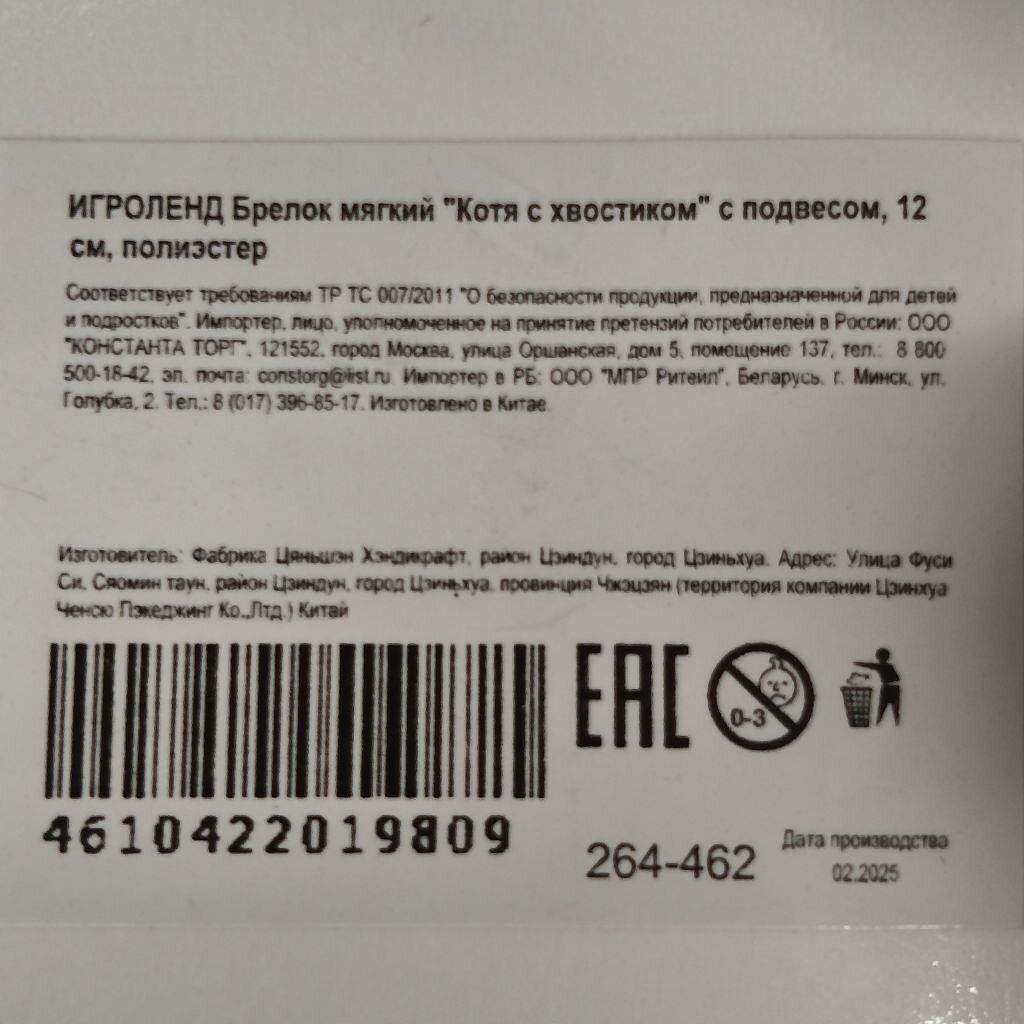 ИГРОЛЕНД Брелок мягкий "Котя с хвостиком" с подвесом, 12
см, полиэстер
Соответствует требованиям ТР ТС 007/2011 "О безопасности продукции, предназначенной для детей
и подростков". Импортер, лицо, уполномоченное на принятие претензий потребителей в России: ООО
"КОНСТАНТА ТОРГ", 121552, город Москва, улица Оршанская, дом 5, помещение 137, тел.: 8 800
500-18-42, эл. почта: constorg@list.ru. Импортер в РБ: ООО "МПР Ритейл", Беларусь, г. Минск, ул.
Голубка, 2. Тел.: 8 (017) 396-85-17. Изготовлено в Китае.
Изготовитель: Фабрика Цяньшэн Хэндикрафт, район Цзиндун, город Цзиньхуа. Адрес: Улица Фуси
Си, Сяомин таун, район Цзиндун, город Цзиньхуа, провинция Чжэцзян (территория компании Цзинхуа
Ченсю Пэкеджинг Ко.,Лтд.) Китай
EAC
0-3
4610422019809
264-462
Дата производства
02.2025